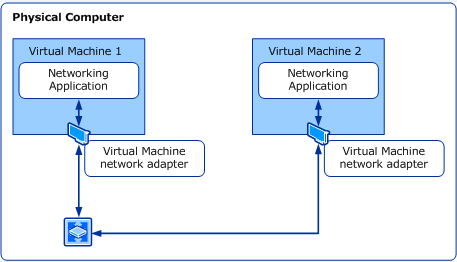 Physical Computer
Virtual Machine 1
Networking
Application
Virtual Machine
network adapter
Virtual Machine 2
Networking
Application
Virtual Machine
network adapter